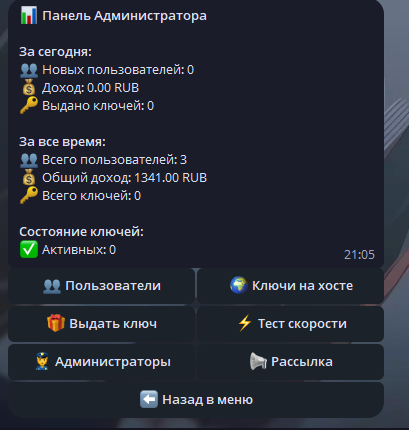 📊 Панель Администратора
За сегодня:
👥 Новых пользователей: 0
💰 Доход: 0.00 RUB
🔑 Выдано ключей: 0
За все время:
👥 Всего пользователей: 3
💰 Общий доход: 1341.00 RUB
🔑 Всего ключей: 0
Состояние ключей:
✅ Активных: 0
21:05
👥 Пользователи
🌍 Ключи на хосте
🎁 Выдать ключ
⚡ Тест скорости
👮 Администраторы
📢 Рассылка
⬅️ Назад в меню